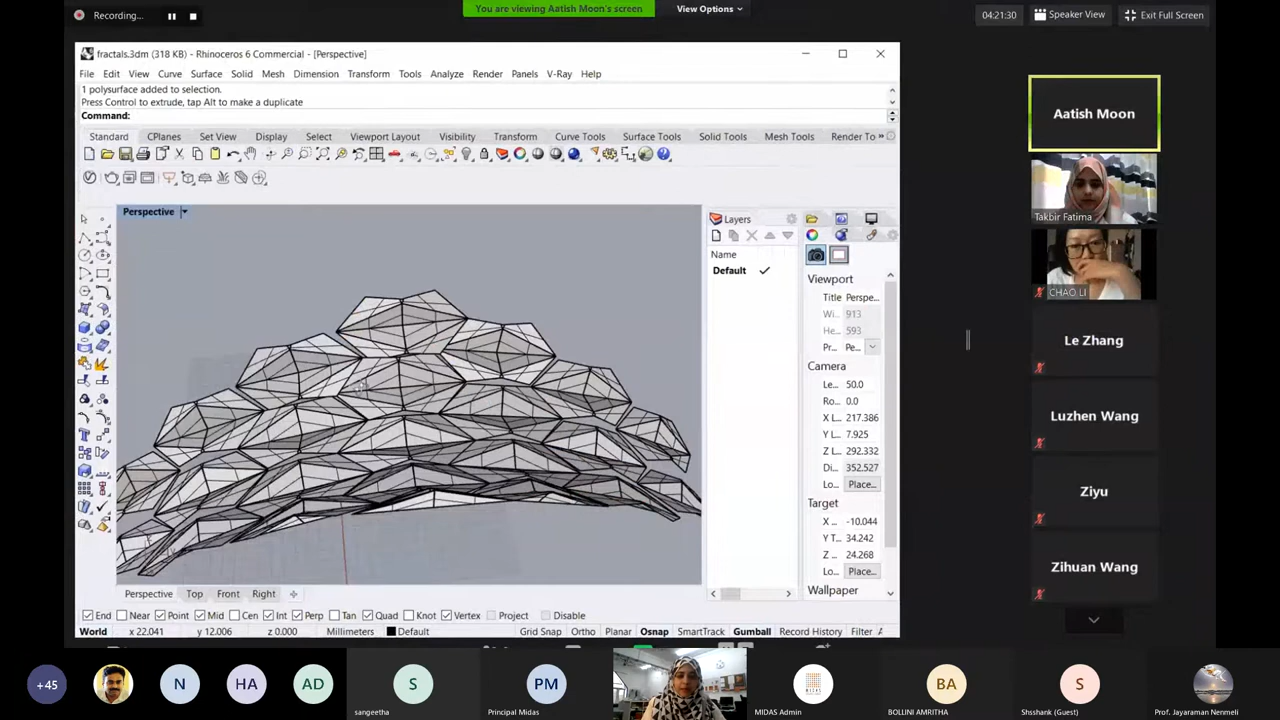 Recording...
You are viewing Aatish Moon's screen
View Options
04:21:30
Speaker View
Exit Full Screen
fractals.3dm (318 KB) - Rhinoceros 6 Commercial - [Perspective]
File Edit View Curve Surface Solid Mesh Dimension Transform Tools Analyze Render Panels V-Ray Help
1 polysurface added to selection.
Press Control to extrude, tap Alt to make a duplicate
Command:
Standard CPlanes Set View Display Select Viewport Layout Visibility Transform Curve Tools Surface Tools Solid Tools Mesh Tools Render To »
Perspective
Layers
Name
Default
Viewport
Title Perspe...
Wi... 913
He... 593
Pr... Pe...
Camera
Le... 50.0
Ro... 0.0
X L... 217.386
Y L... 7.925
Z L... 292.332
Di... 352.527
Lo... Place...
Target
X ... -10.044
Y T... 34.242
Z ... 24.268
Lo... Place...
Wallpaper
Perspective Top Front Right
End Near Point Mid Cen Int Perp Tan Quad Knot Vertex Project Disable
World x 22.041 y 12.006 z 0.000 Millimeters Default Grid Snap Ortho Planar Osnap SmartTrack Gumball Record History Filter
Aatish Moon
Takbir Fatima
CHAO LI
Le Zhang
Luzhen Wang
Ziyu
Zihuan Wang
+45
N
HA
AD
S
sangeetha
PM
Principal Midas
MIDAS
MIDAS Admin
BA
BOLLINI AMRITHA
S
Shsshank (Guest)
Prof. Jayaraman Nenmeli